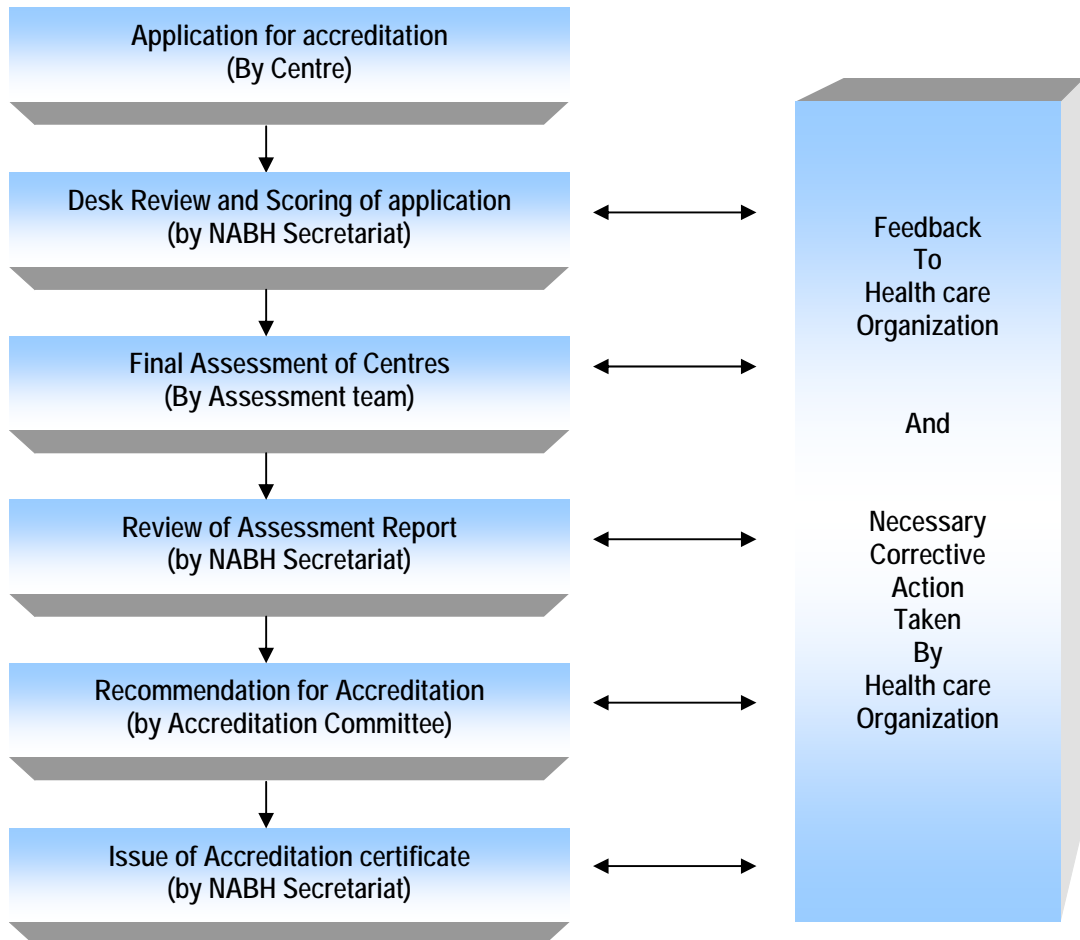 Application for accreditation
(By Centre)
Desk Review and Scoring of application
(by NABH Secretariat)
Final Assessment of Centres
(By Assessment team)
Review of Assessment Report
(by NABH Secretariat)
Recommendation for Accreditation
(by Accreditation Committee)
Issue of Accreditation certificate
(by NABH Secretariat)
Feedback
To
Health care
Organization
And
Necessary
Corrective
Action
Taken
By
Health care
Organization